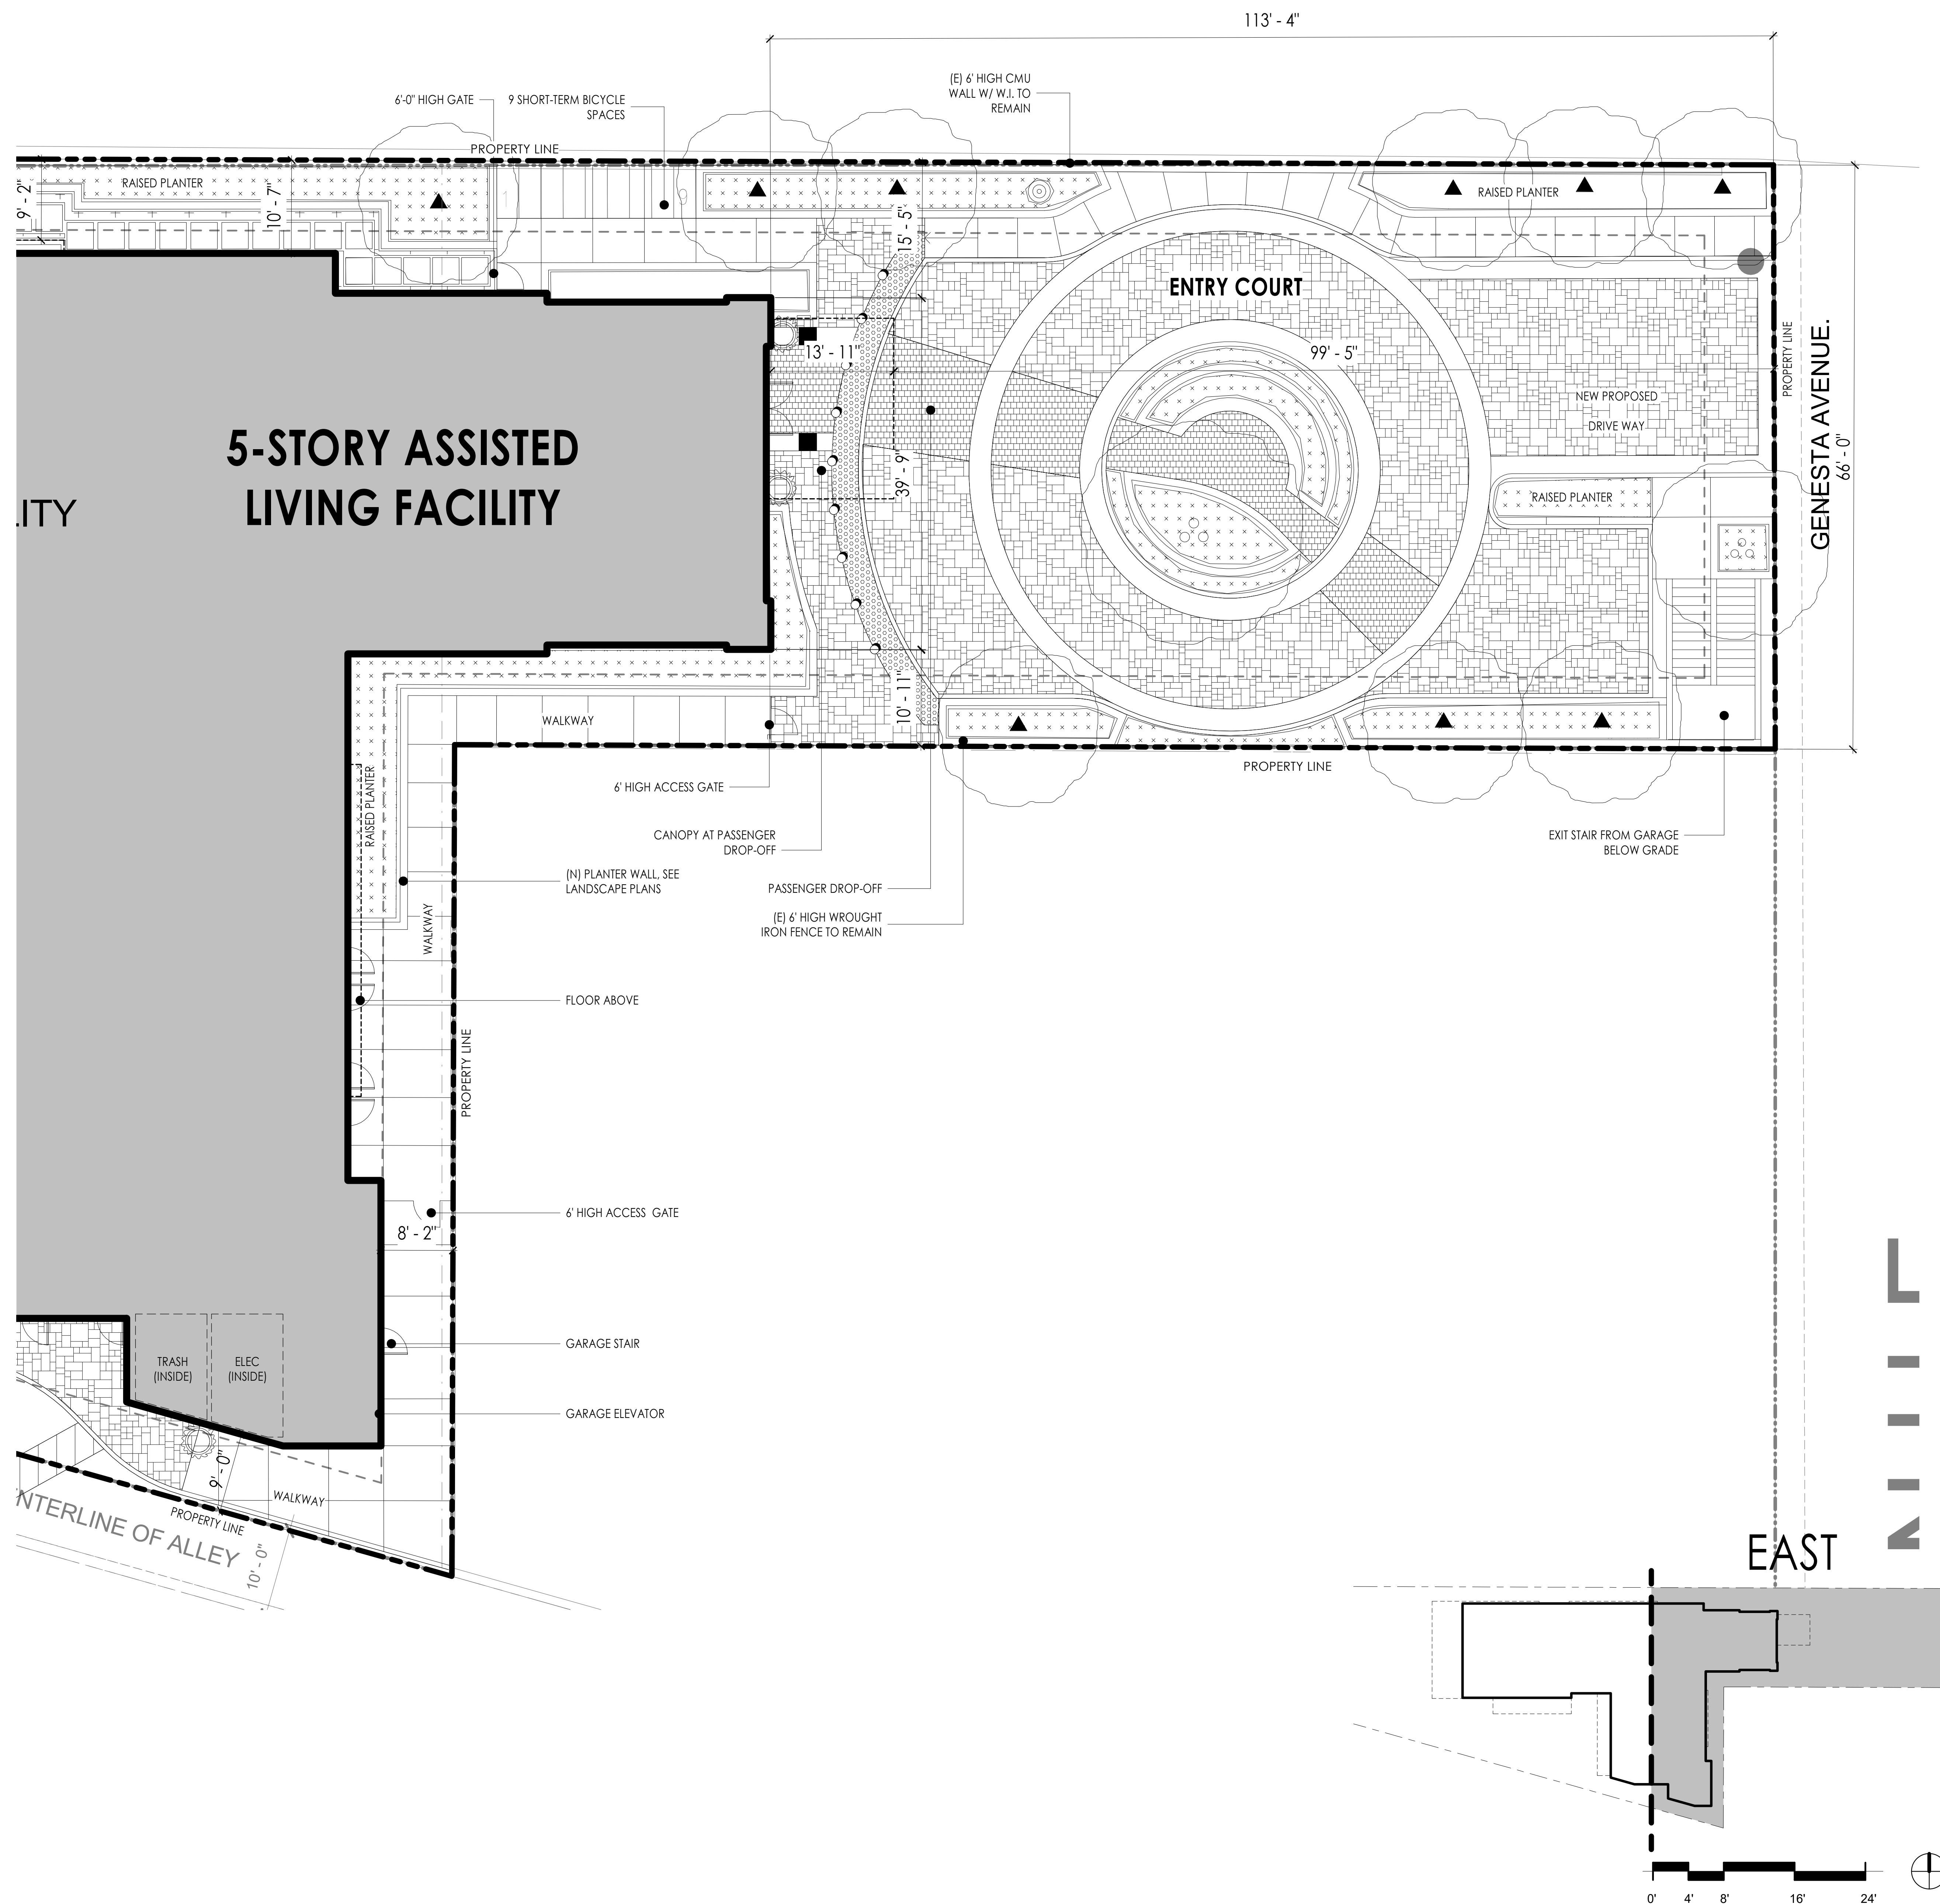 113' - 4"
(E) 6' HIGH CMU
WALL W/ W.I. TO
REMAIN
6'-0" HIGH GATE
9 SHORT-TERM BICYCLE
SPACES
PROPERTY LINE
RAISED PLANTER
9' - 2"
10' - 7"
RAISED PLANTER
15' - 5"
ENTRY COURT
13' - 11"
99' - 5"
PROPERTY LINE
GENESTA AVENUE.
66' - 0"
NEW PROPOSED
DRIVE WAY
5-STORY ASSISTED
LIVING FACILITY
LITY
39' - 9"
RAISED PLANTER
10' - 11"
WALKWAY
PROPERTY LINE
RAISED PLANTER
6' HIGH ACCESS GATE
CANOPY AT PASSENGER
DROP-OFF
EXIT STAIR FROM GARAGE
BELOW GRADE
(N) PLANTER WALL, SEE
LANDSCAPE PLANS
PASSENGER DROP-OFF
(E) 6' HIGH WROUGHT
IRON FENCE TO REMAIN
WALKWAY
FLOOR ABOVE
PROPERTY LINE
6' HIGH ACCESS GATE
8' - 2"
GARAGE STAIR
TRASH
(INSIDE)
ELEC
(INSIDE)
GARAGE ELEVATOR
9' - 0"
WALKWAY
PROPERTY LINE
NTERLINE OF ALLEY
10' - 0"
EAST
0' 4' 8' 16' 24'